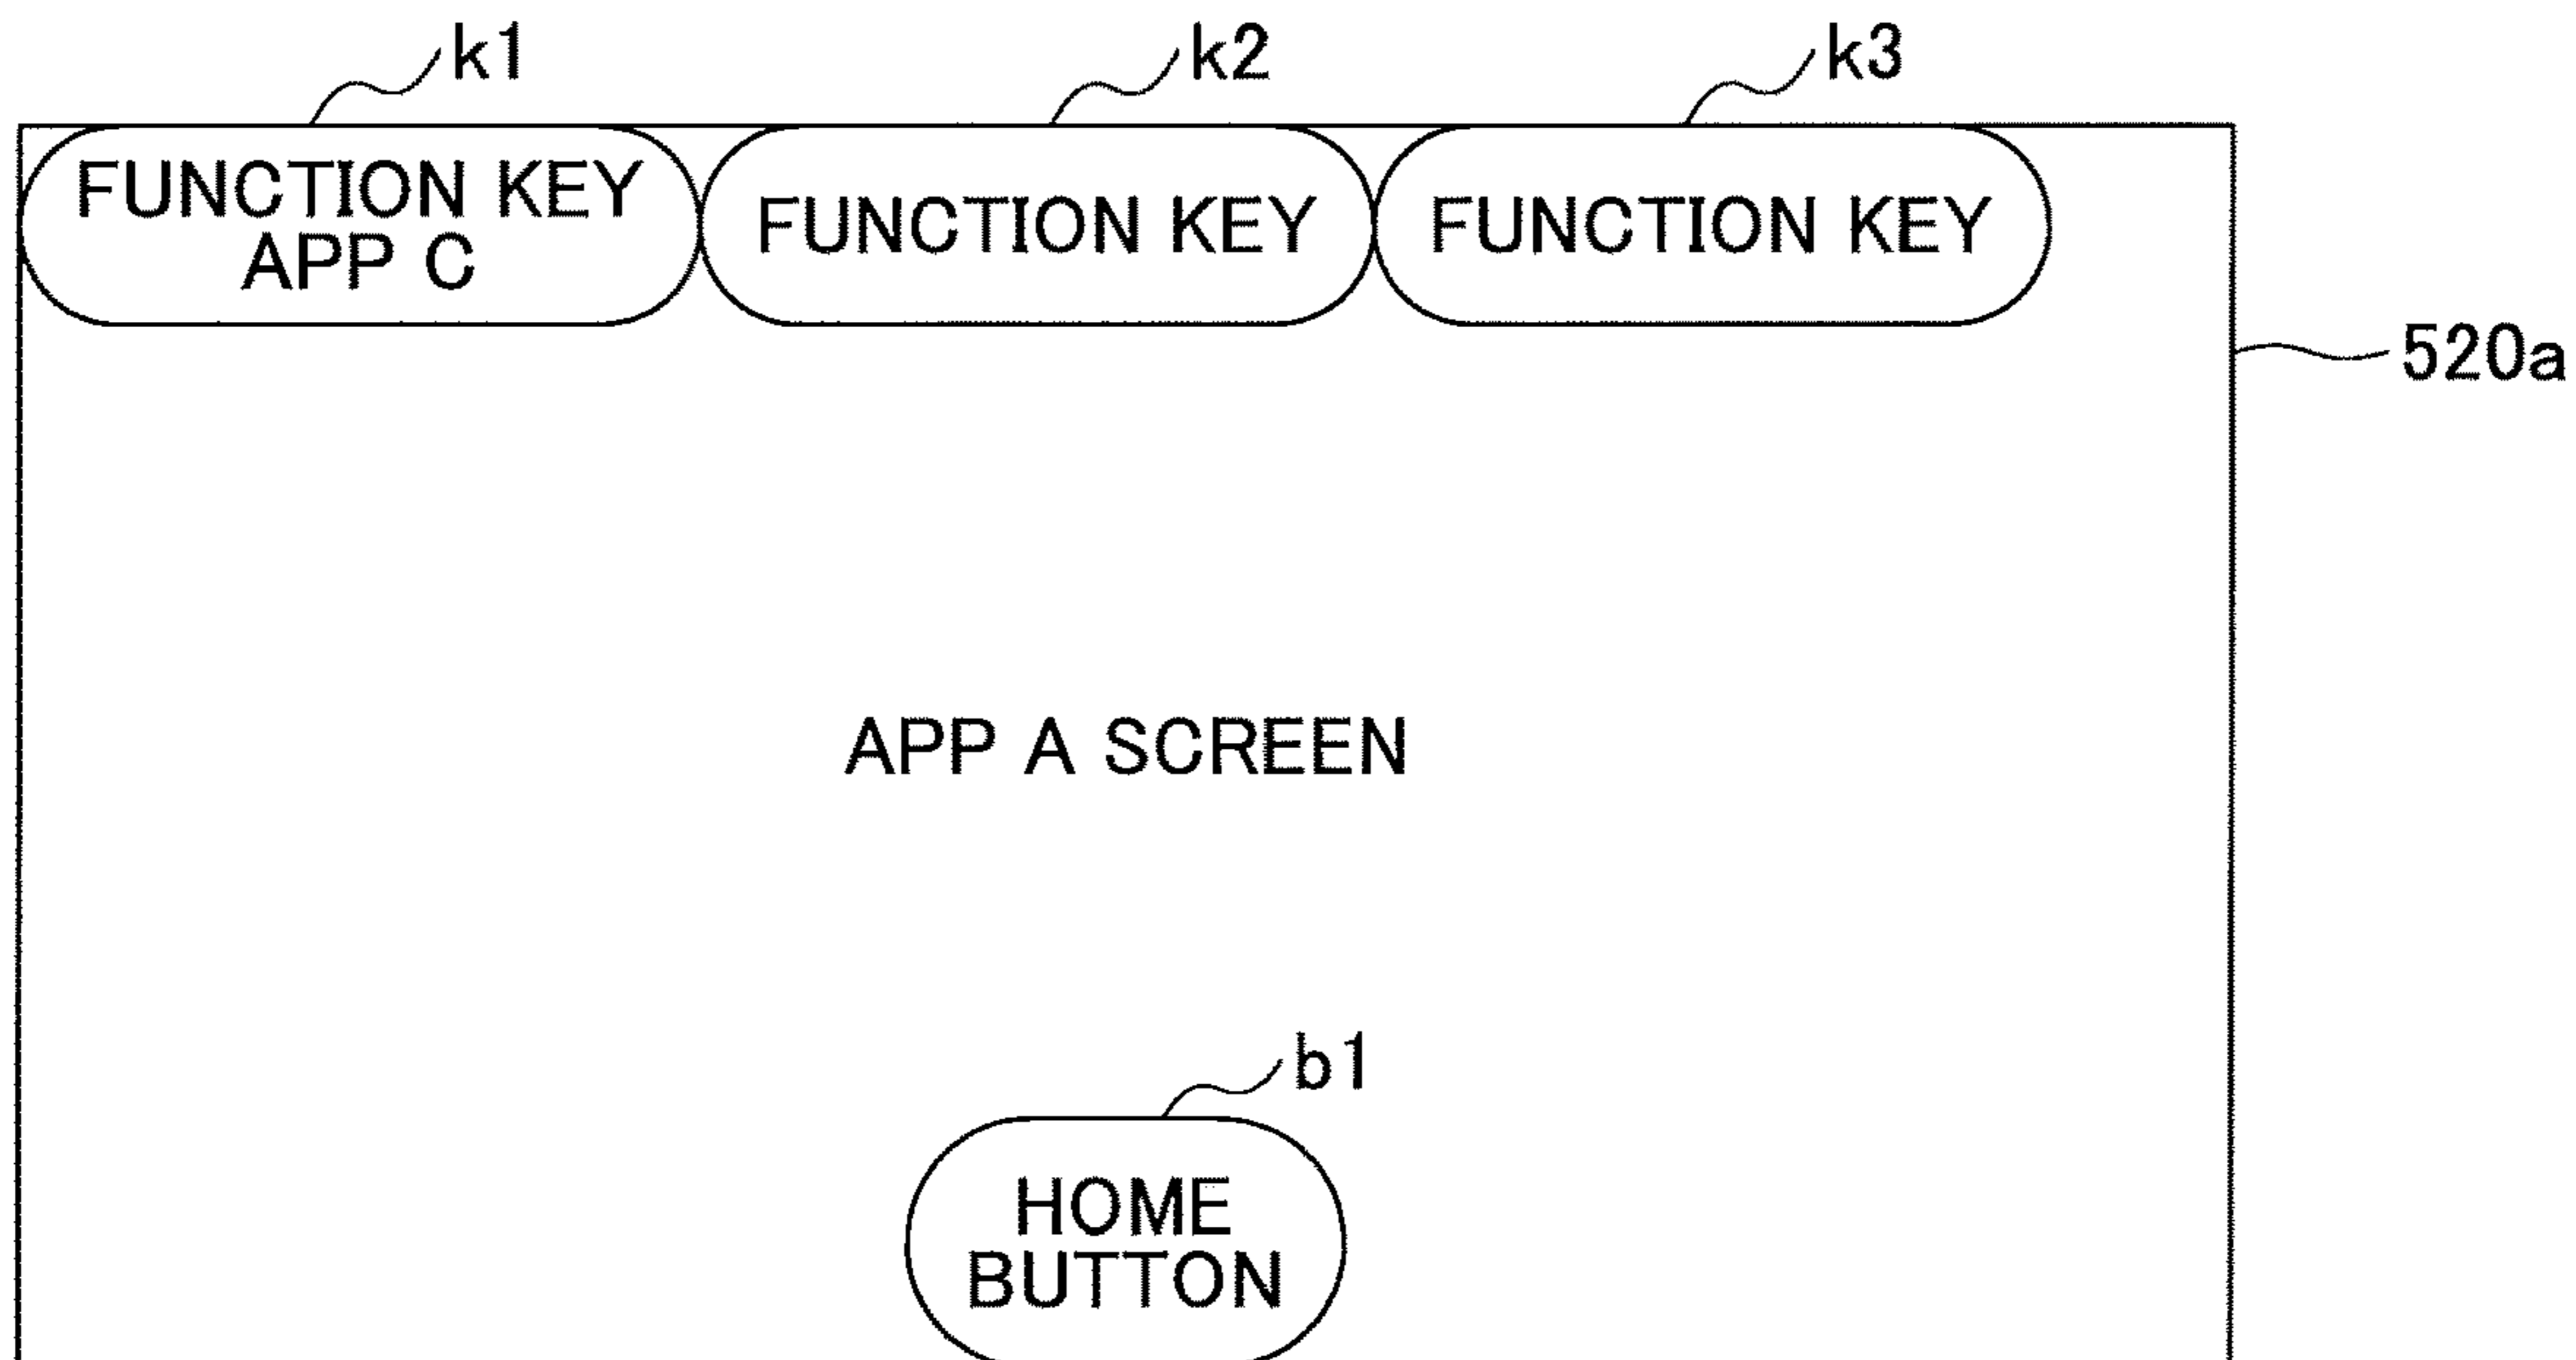 k1
k2
k3
FUNCTION KEY
APP C
FUNCTION KEY
FUNCTION KEY
520a
APP A SCREEN
b1
HOME
BUTTON